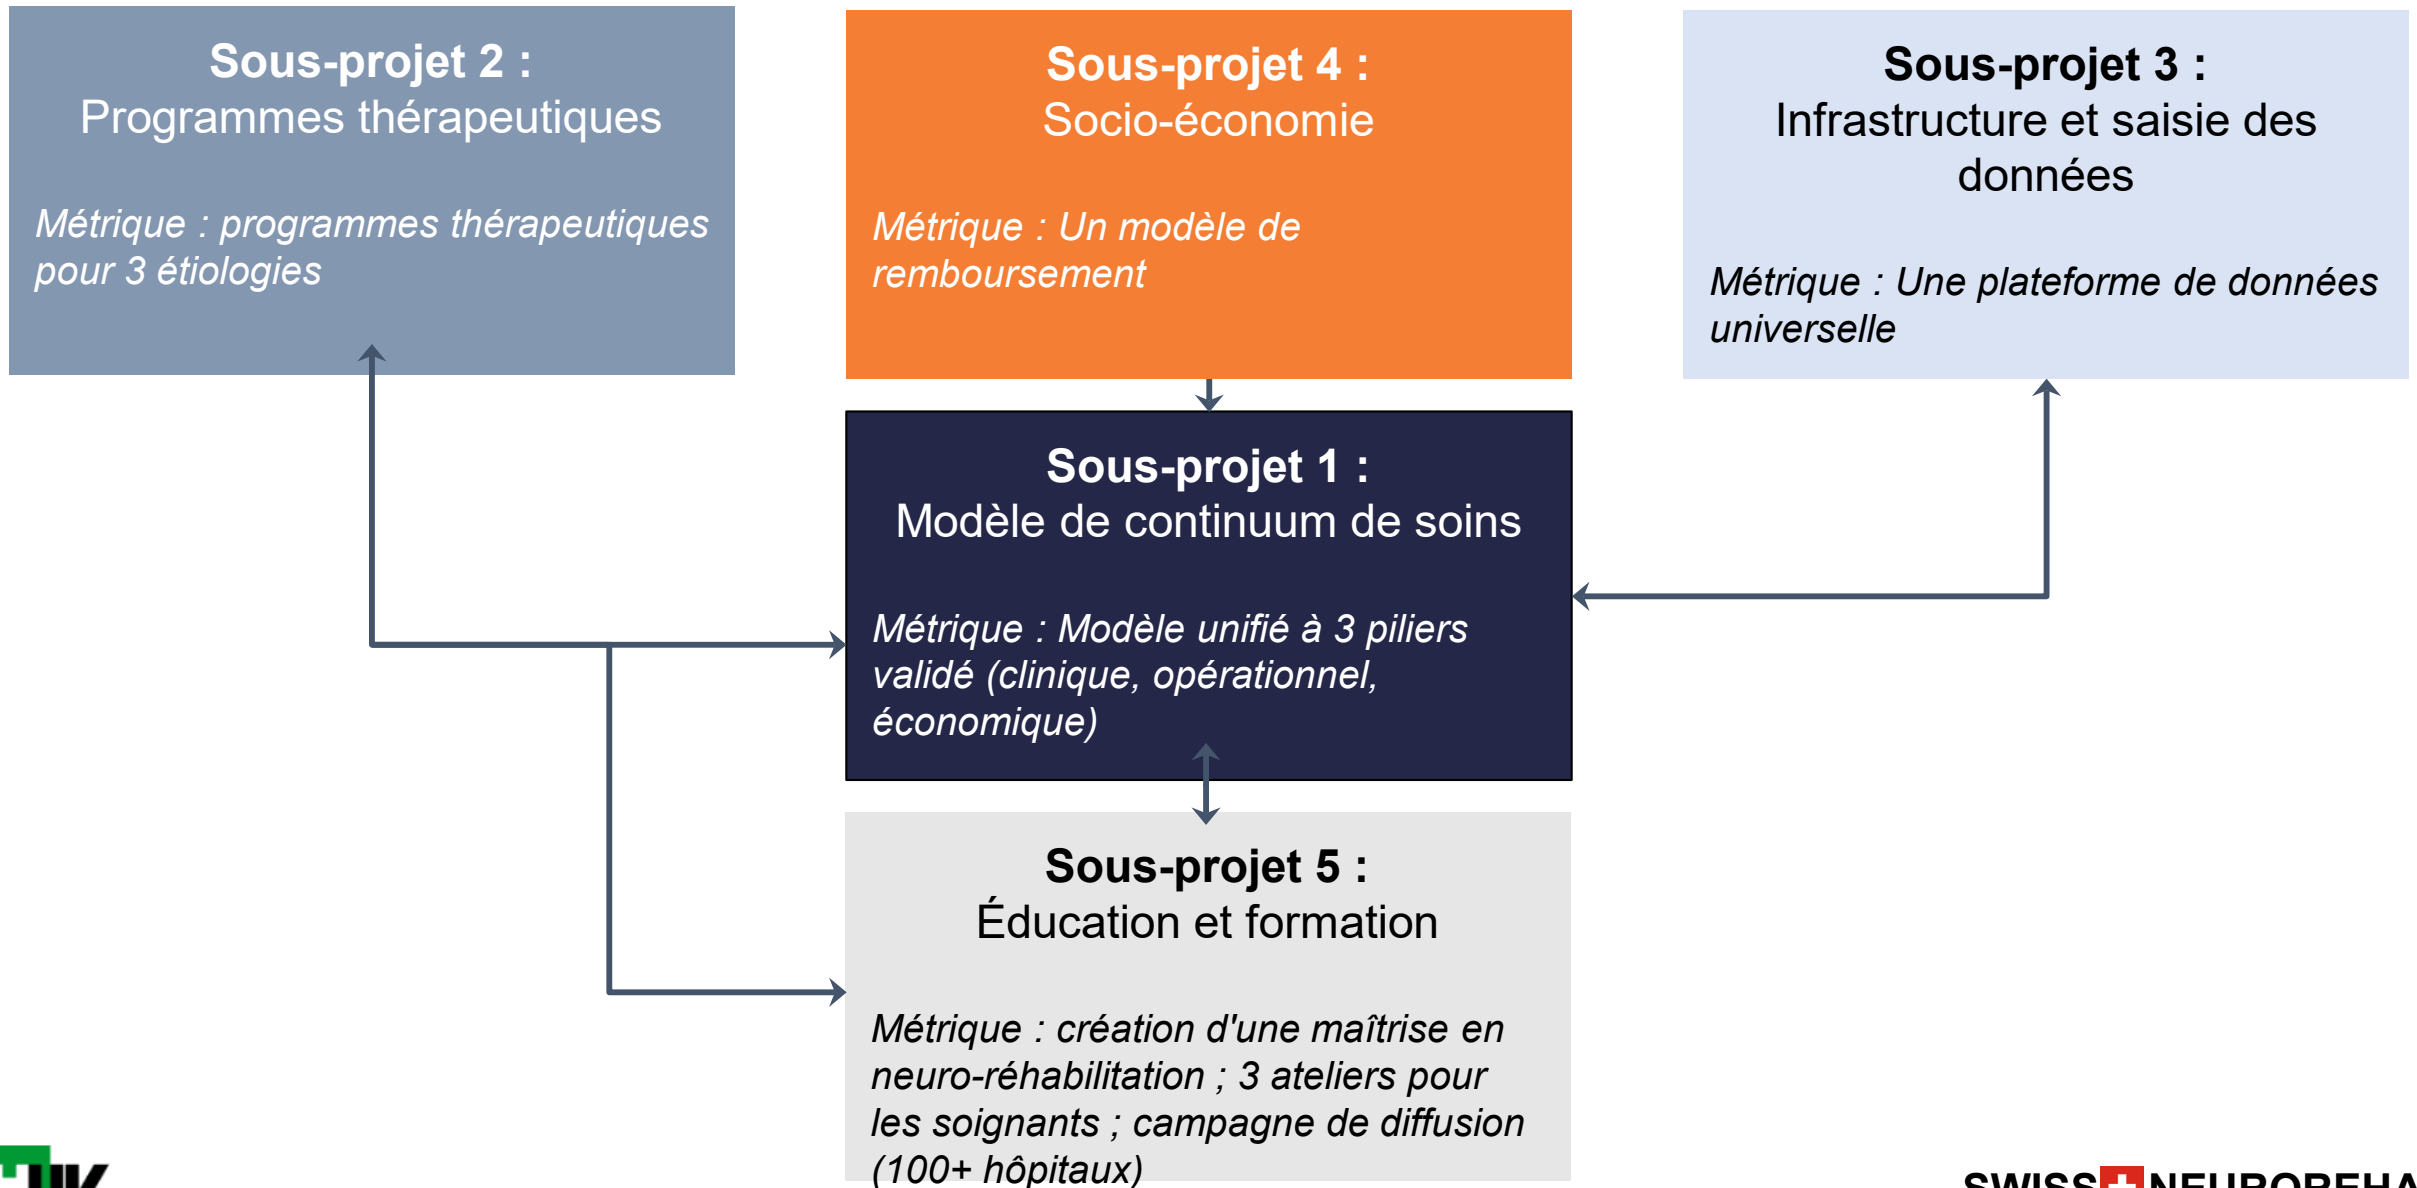 Sous-projet 2 :
Programmes thérapeutiques
Métrique : programmes thérapeutiques
pour 3 étiologies
Sous-projet 4 :
Socio-économie
Métrique : Un modèle de
remboursement
Sous-projet 3 :
Infrastructure et saisie des
données
Métrique : Une plateforme de données
universelle
Sous-projet 1 :
Modèle de continuum de soins
Métrique : Modèle unifié à 3 piliers
validé (clinique, opérationnel,
économique)
Sous-projet 5 :
Éducation et formation
Métrique : création d'une maîtrise en
neuro-réhabilitation ; 3 ateliers pour
les soignants ; campagne de diffusion
(100+ hôpitaux)
SWISS NEUROREHA